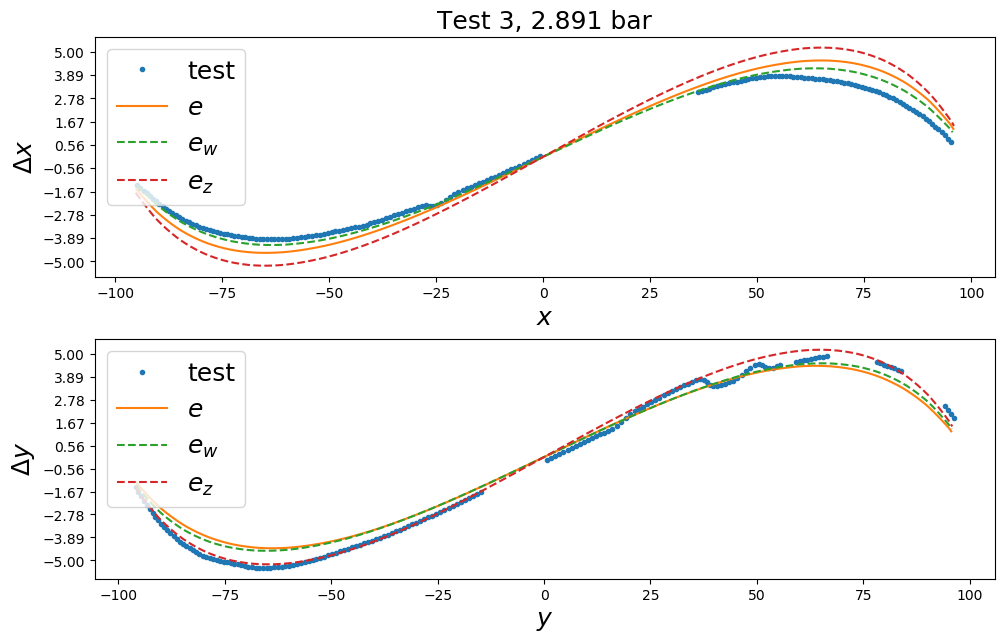 Test 3, 2.891 bar
5.00
3.89
2.78
1.67
0.56
−0.56
−1.67
−2.78
−3.89
−5.00
Δx
test
e
e_w
e_z
−100 −75 −50 −25 0 25 50 75 100
x
5.00
3.89
2.78
1.67
0.56
−0.56
−1.67
−2.78
−3.89
−5.00
Δy
test
e
e_w
e_z
−100 −75 −50 −25 0 25 50 75 100
y